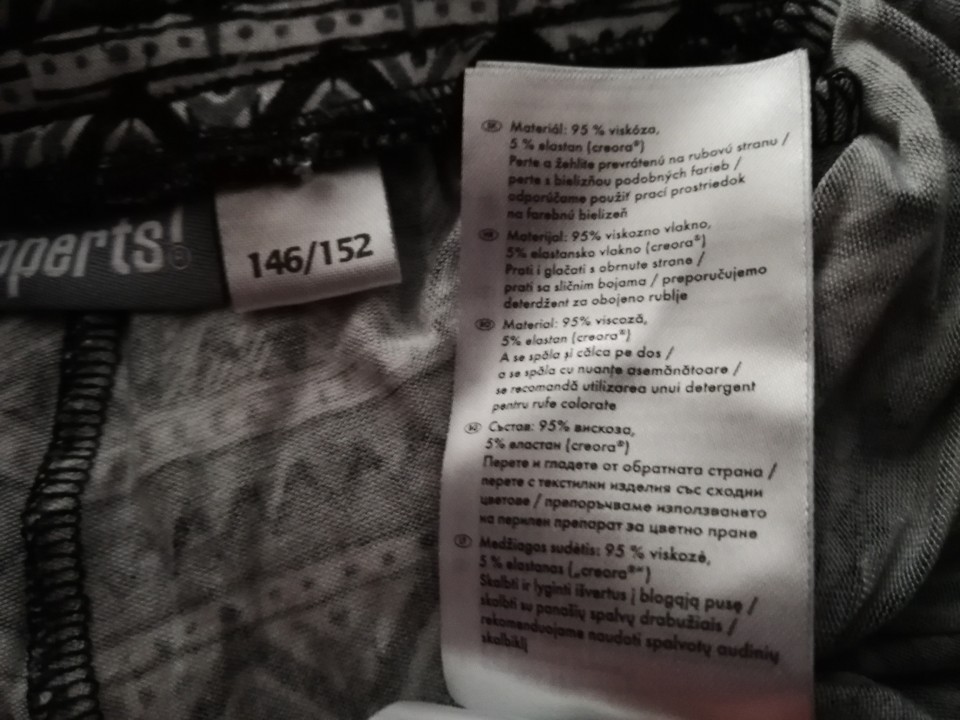 pperts!
146/152
SK Materiál: 95 % viskóza,
5 % elastan (creora®)
Perte a žehlite prevrátenú na rubovú stranu /
perte s bielizňou podobných farieb /
odporúčame použiť prací prostriedok
na farebnú bielizeň
HR Materijal: 95% viskozno vlakno,
5% elastansko vlakno (creora®)
Prati i glačati s obrnute strane /
prati sa sličnim bojama / preporučujemo
deterdžent za obojeno rublje
RO Material: 95% viscoză,
5% elastan (creora®)
A se spăla și călca pe dos /
a se spăla cu nuanțe asemănătoare /
se recomandă utilizarea unui detergent
pentru rufe colorate
BG Състав: 95% вискоза,
5% еластан (creora®)
Перете и гладете от обратната страна /
перете с текстилни изделия със сходни
цветове / препоръчваме използването
на перилен препарат за цветно пране
LT Medžiagos sudėtis: 95 % viskozė,
5 % elastanas („creora®“)
Skalbti ir lyginti išvertus į blogąją pusę /
skalbti su panašių spalvų drabužiais /
rekomenduojame naudoti spalvotų audinių
skalbiklį